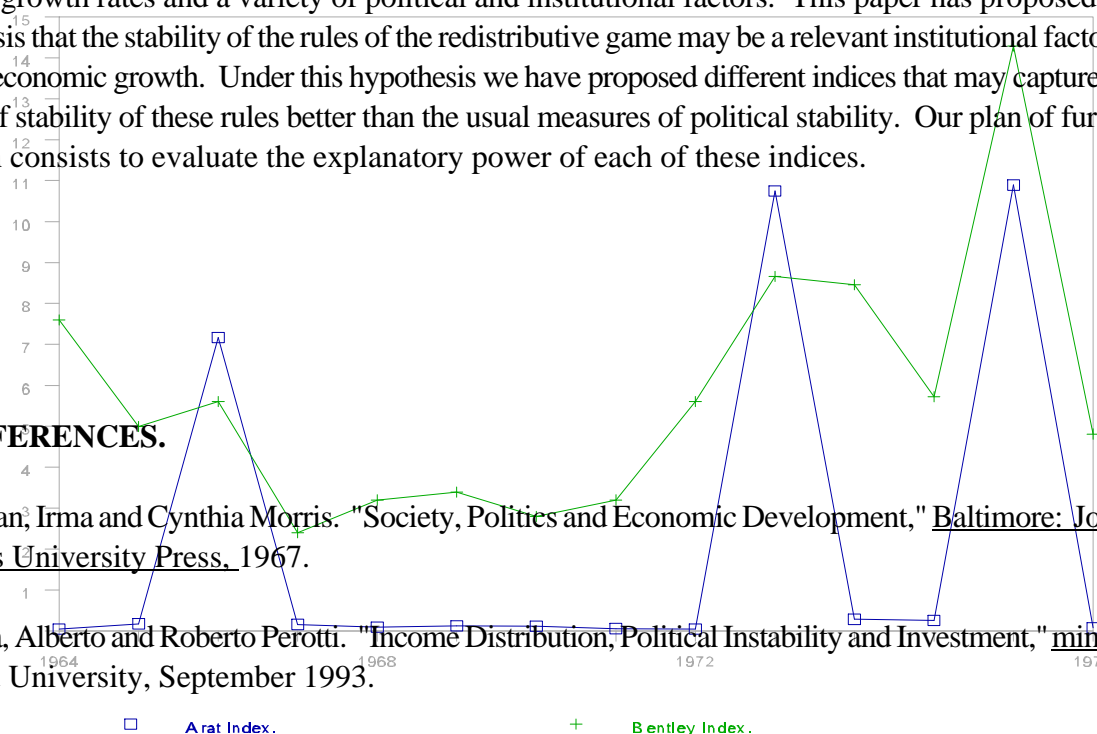 growth rates and a variety of political and institutional factors. This paper has proposed
sis that the stability of the rules of the redistributive game may be a relevant institutional facto
economic growth. Under this hypothesis we have proposed different indices that may capture
f stability of these rules better than the usual measures of political stability. Our plan of fur
consists to evaluate the explanatory power of each of these indices.
15
14
13
12
11
10
9
8
7
6
FERENCES.
4
3
an, Irma and Cynthia Morris. "Society, Politics and Economic Development," Baltimore: Jo
2
s University Press, 1967.
1
a, Alberto and Roberto Perotti. "Income Distribution, Political Instability and Investment," mim
1964 1968 1972 197
University, September 1993.
Arat Index. Bentley Index.